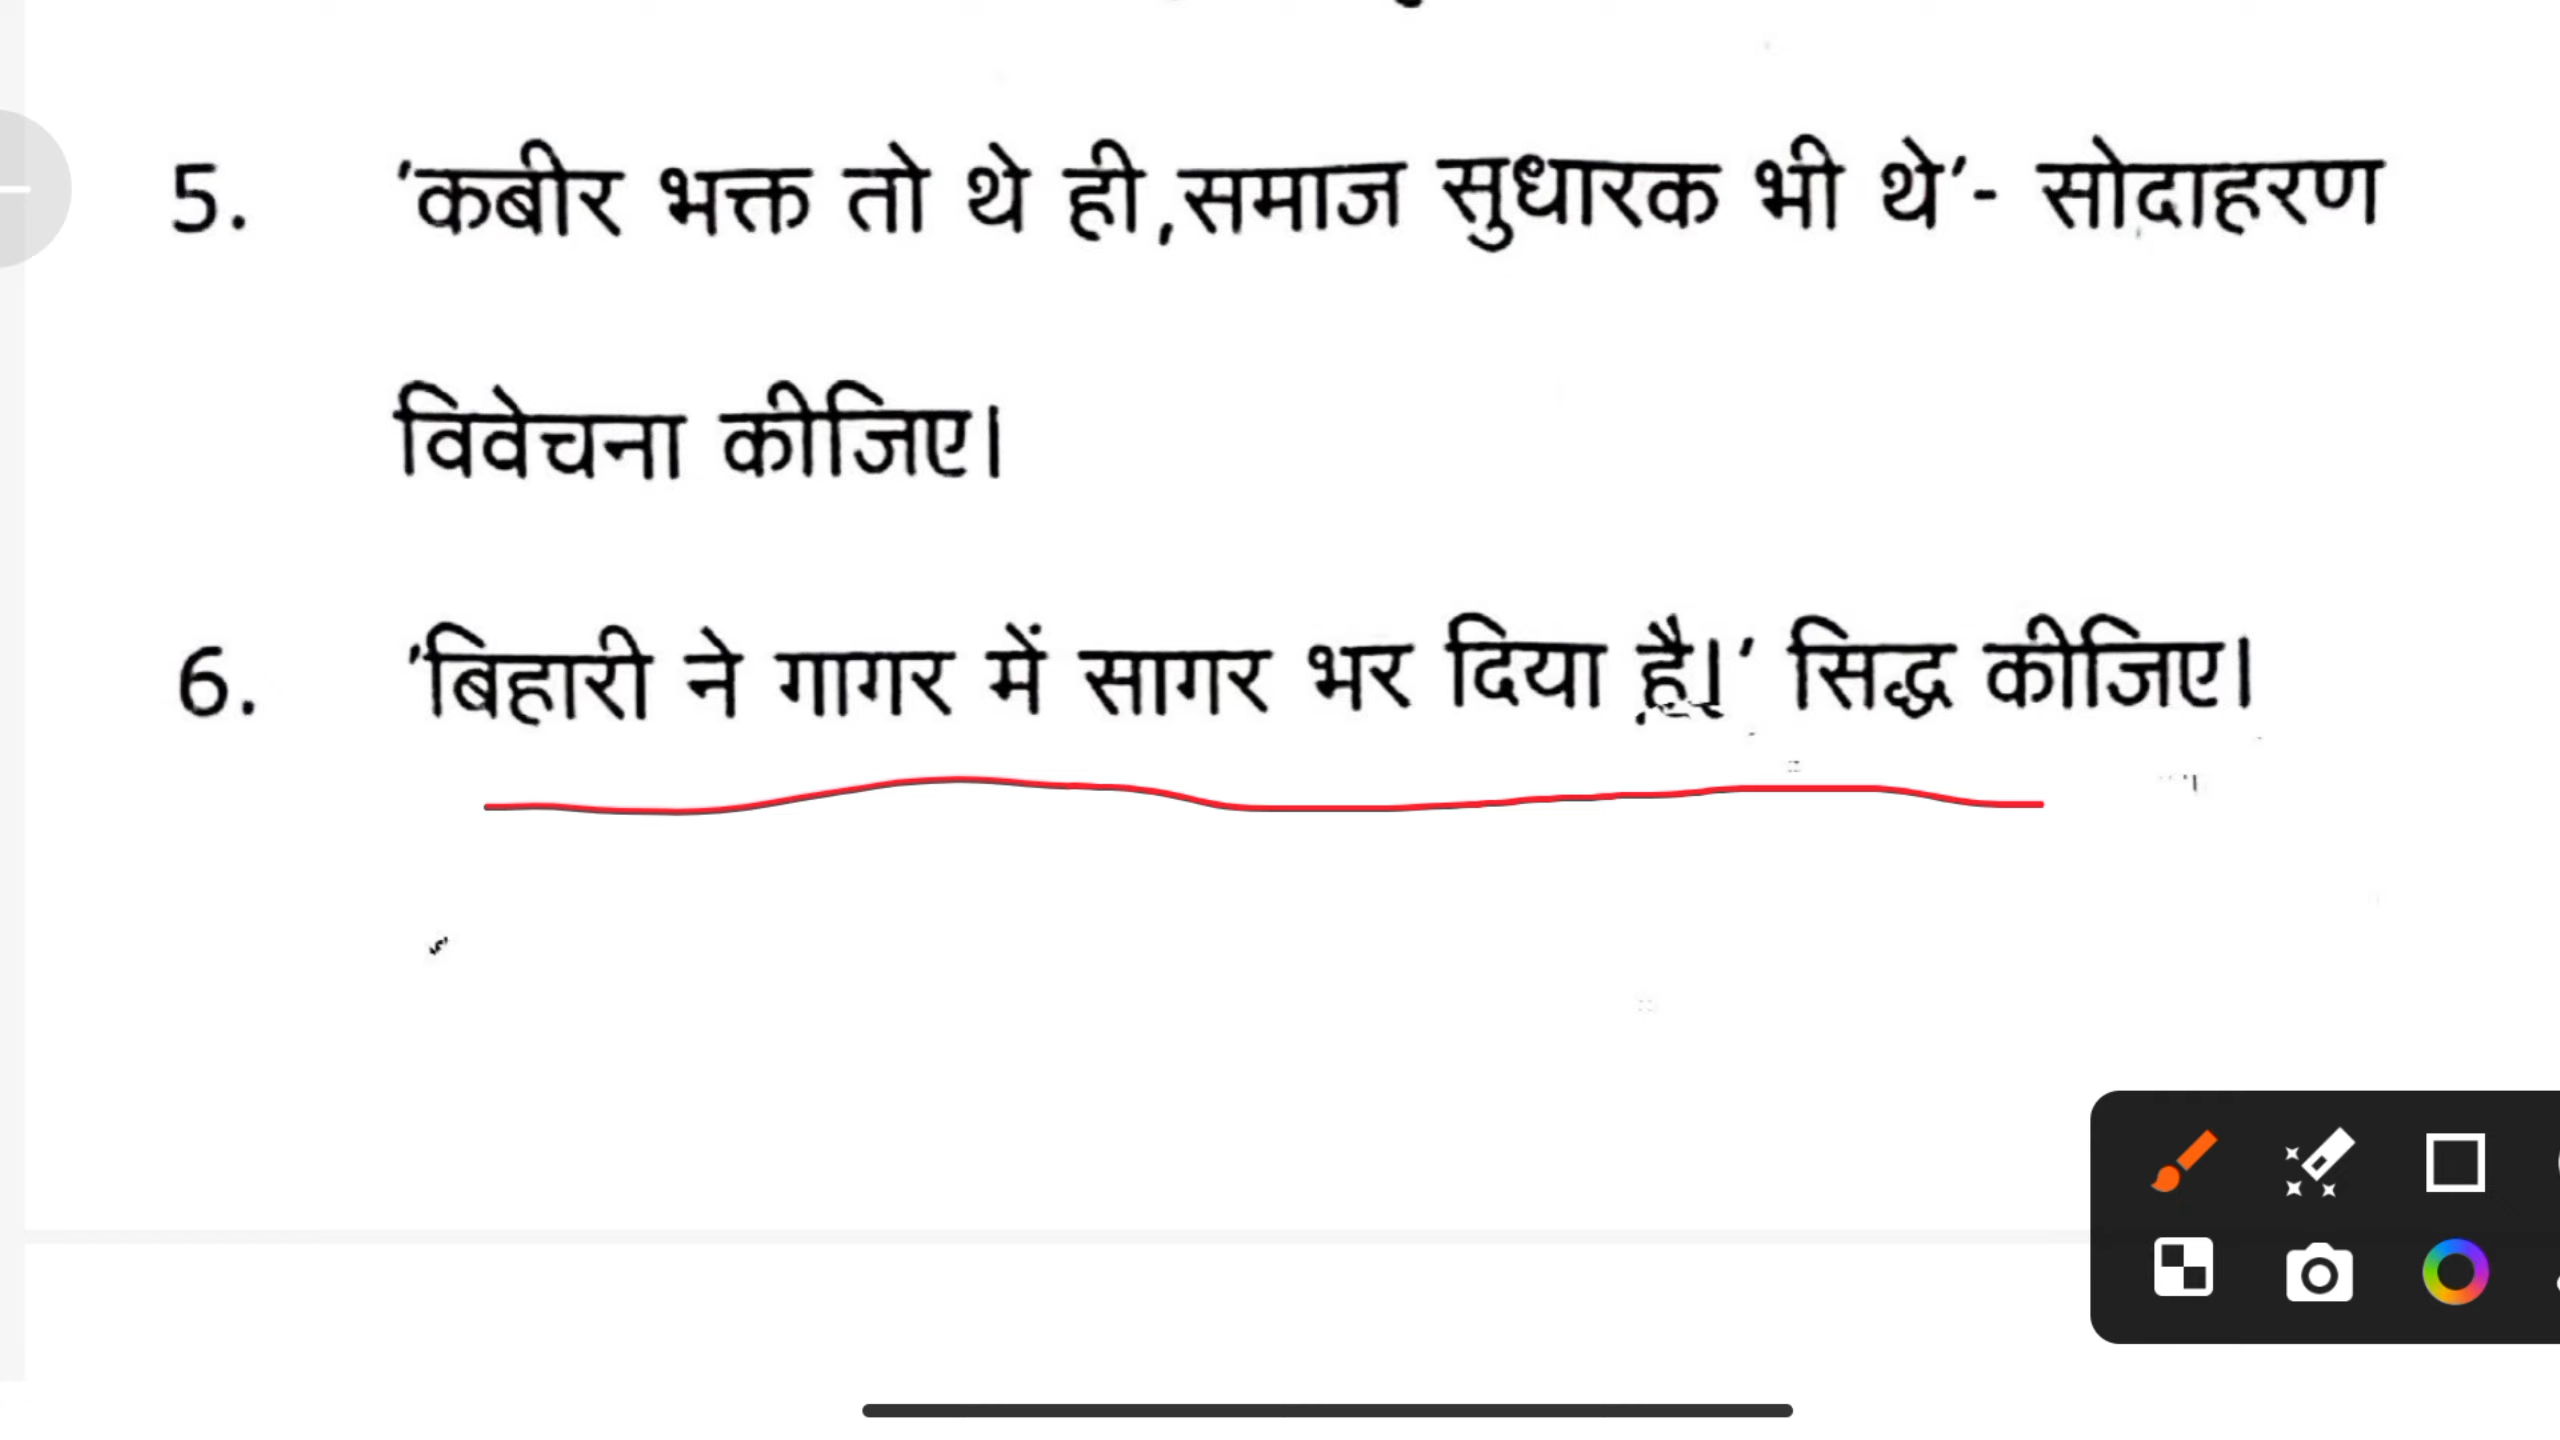 5. 'कबीर भक्त तो थे ही,समाज सुधारक भी थे'- सोदाहरण
विवेचना कीजिए।
6. 'बिहारी ने गागर में सागर भर दिया है।' सिद्ध कीजिए।